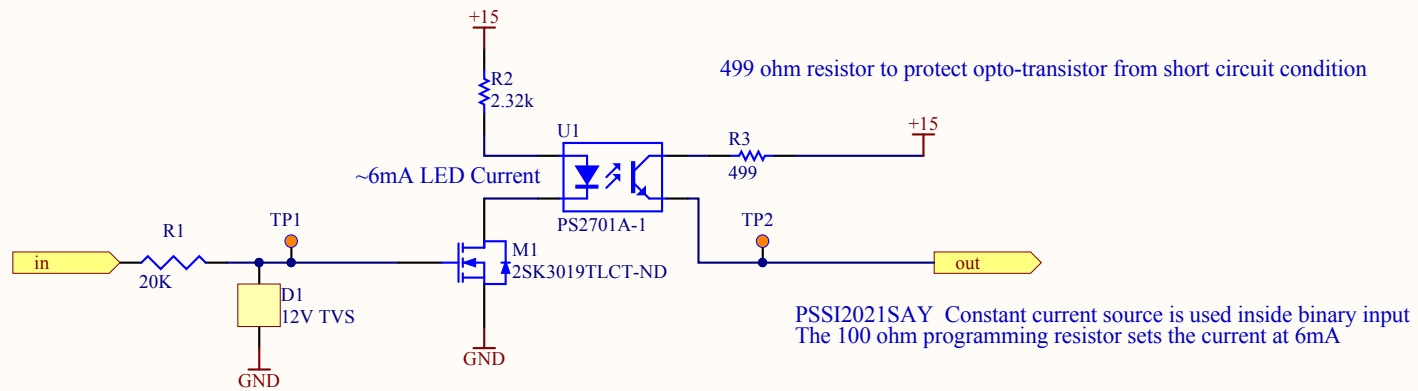 +15
499 ohm resistor to protect opto-transistor from short circuit condition
R2
2.32k
+15
U1
R3
499
~6mA LED Current
PS2701A-1
TP1
TP2
R1
in
20K
M1
2SK3019TLCT-ND
out
D1
12V TVS
PSSI2021SAY  Constant current source is used inside binary input
The 100 ohm programming resistor sets the current at 6mA
GND
GND